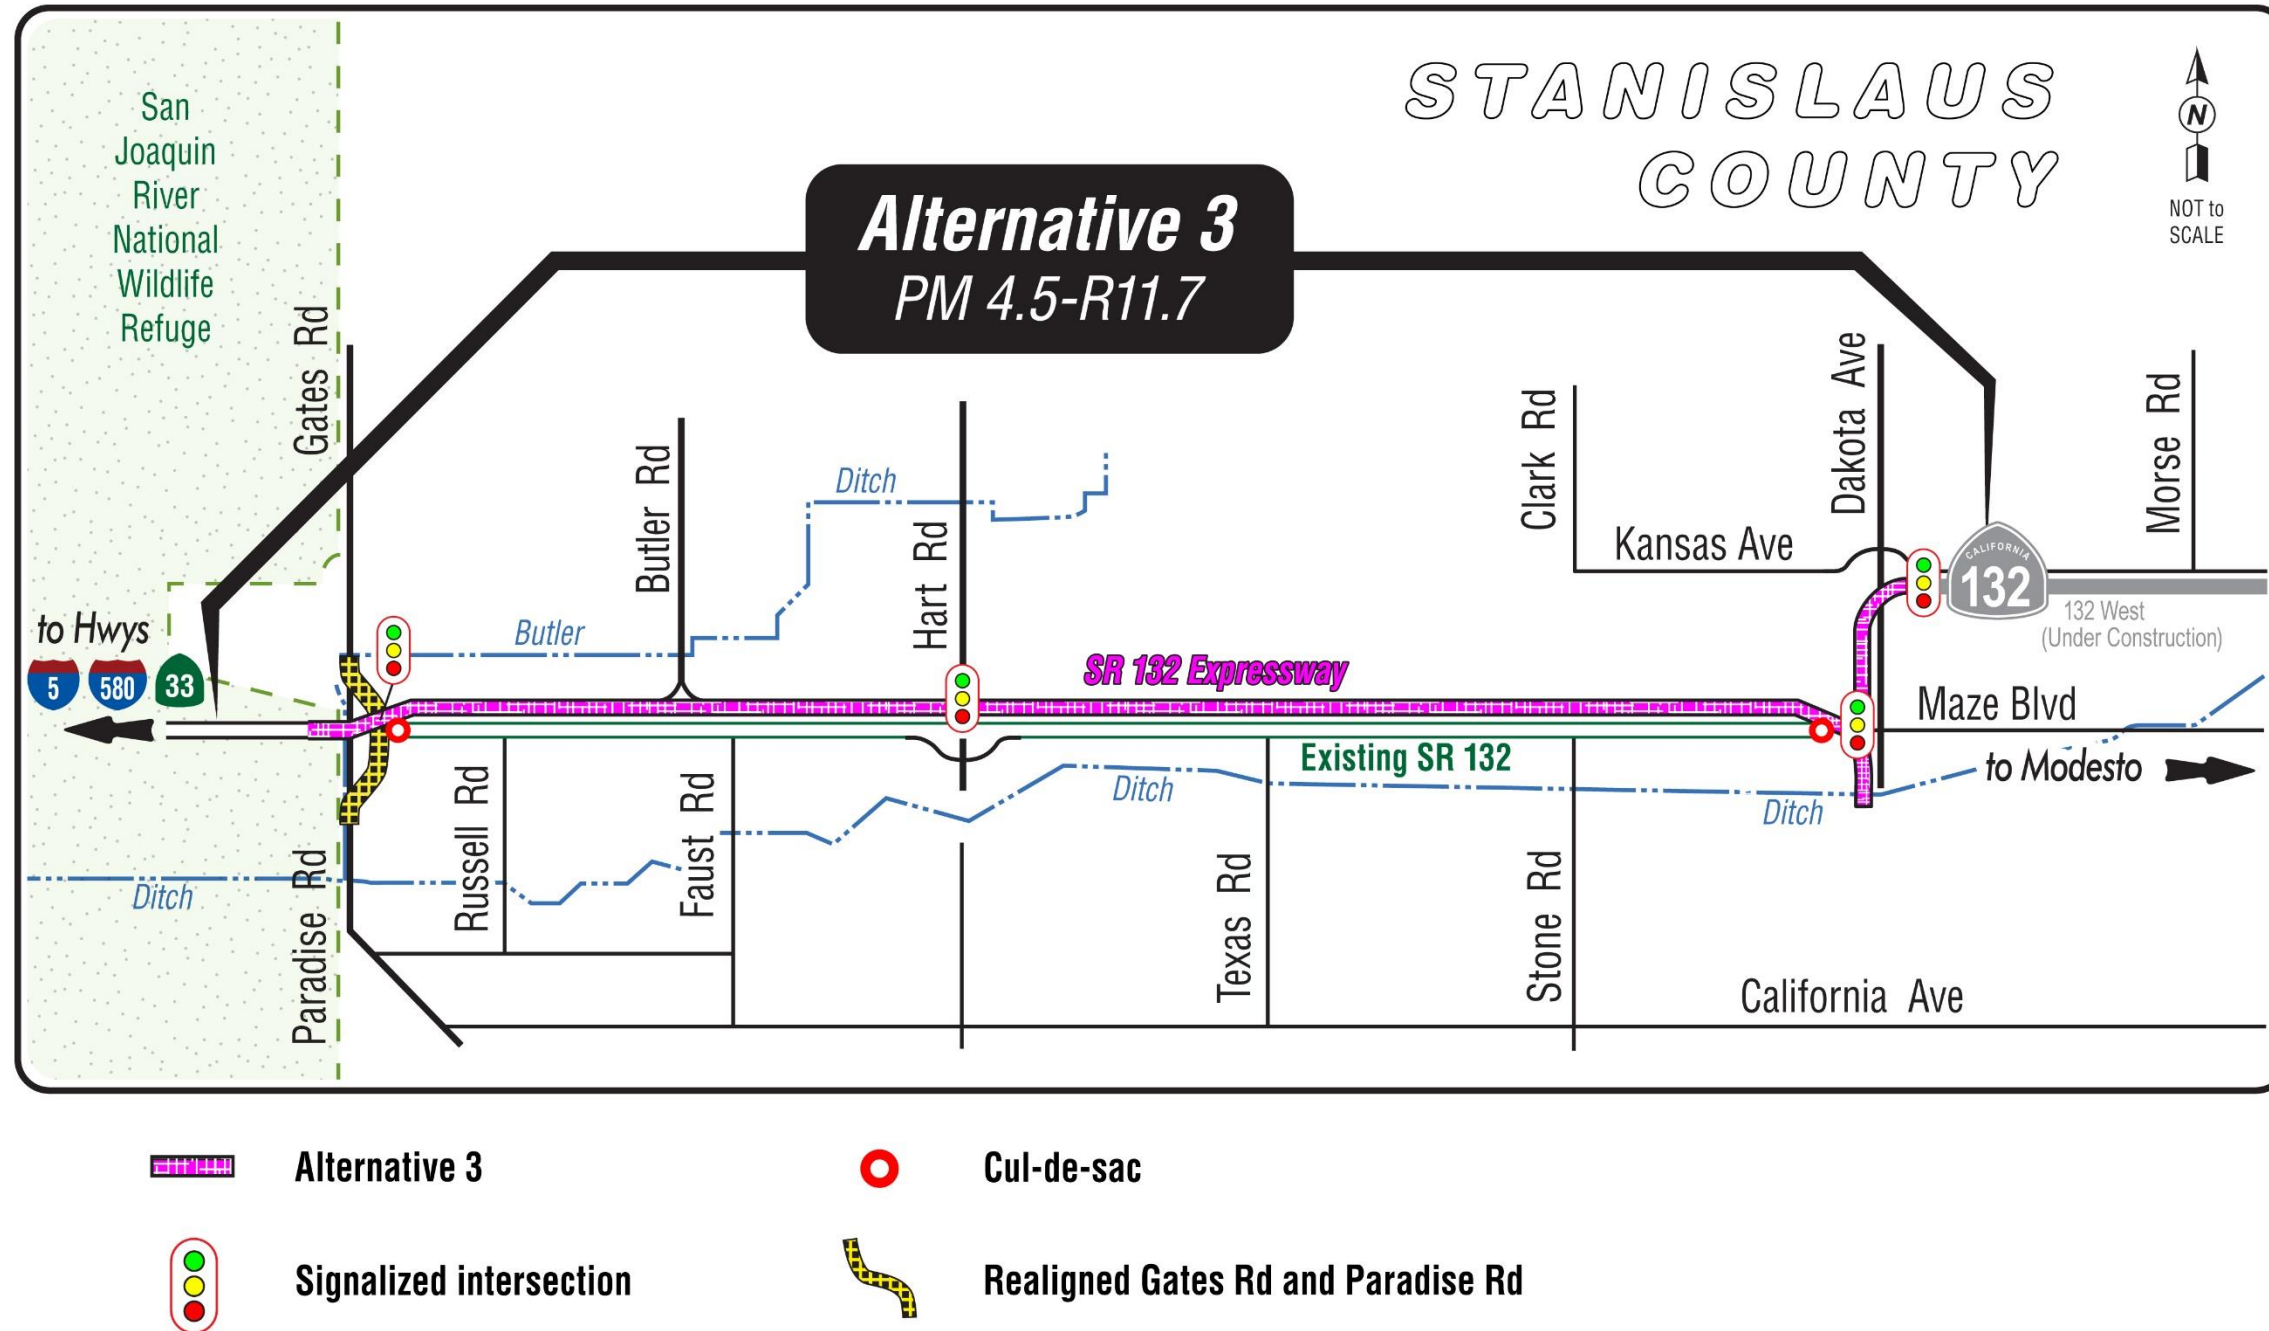 STANISLAUS
COUNTY
N
NOT to
SCALE
San
Joaquin
River
National
Wildlife
Refuge
Alternative 3
PM 4.5-R11.7
Gates Rd
Butler Rd
Ditch
Hart Rd
Clark Rd
Dakota Ave
Morse Rd
Kansas Ave
CALIFORNIA
132
132 West
(Under Construction)
to Hwys
5
580
33
Butler
SR 132 Expressway
Maze Blvd
Existing SR 132
to Modesto
Ditch
Ditch
Ditch
Paradise Rd
Russell Rd
Faust Rd
Texas Rd
Stone Rd
California Ave
Alternative 3
Cul-de-sac
Signalized intersection
Realigned Gates Rd and Paradise Rd